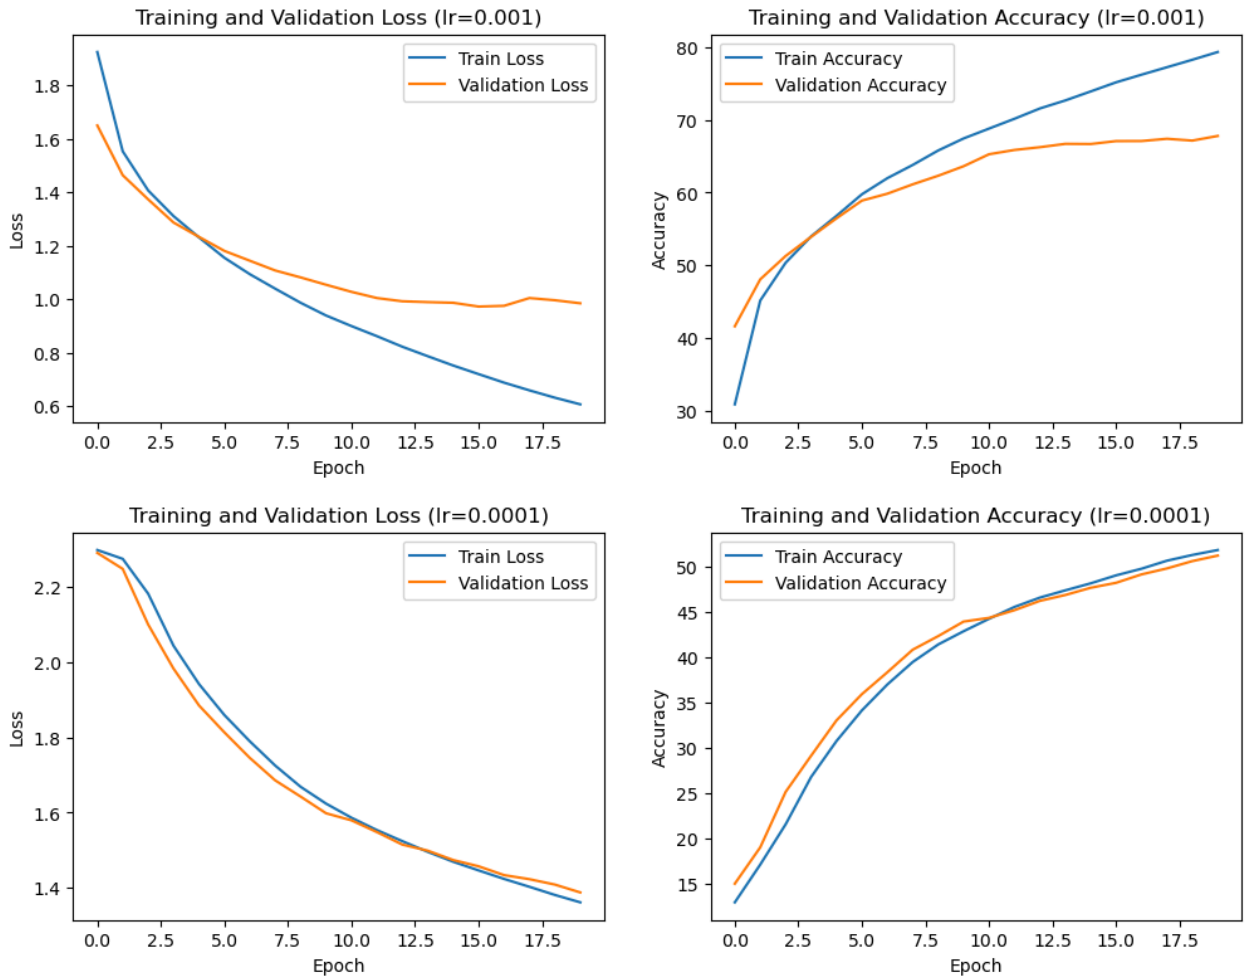 Training and Validation Loss (lr=0.001)
Train Loss
Validation Loss
1.8
1.6
1.4
1.2
1.0
0.8
0.6
Loss
0.0 2.5 5.0 7.5 10.0 12.5 15.0 17.5
Epoch
Training and Validation Accuracy (lr=0.001)
Train Accuracy
Validation Accuracy
80
70
60
50
40
30
Accuracy
0.0 2.5 5.0 7.5 10.0 12.5 15.0 17.5
Epoch
Training and Validation Loss (lr=0.0001)
Train Loss
Validation Loss
2.2
2.0
1.8
1.6
1.4
Loss
0.0 2.5 5.0 7.5 10.0 12.5 15.0 17.5
Epoch
Training and Validation Accuracy (lr=0.0001)
Train Accuracy
Validation Accuracy
50
45
40
35
30
25
20
15
Accuracy
0.0 2.5 5.0 7.5 10.0 12.5 15.0 17.5
Epoch